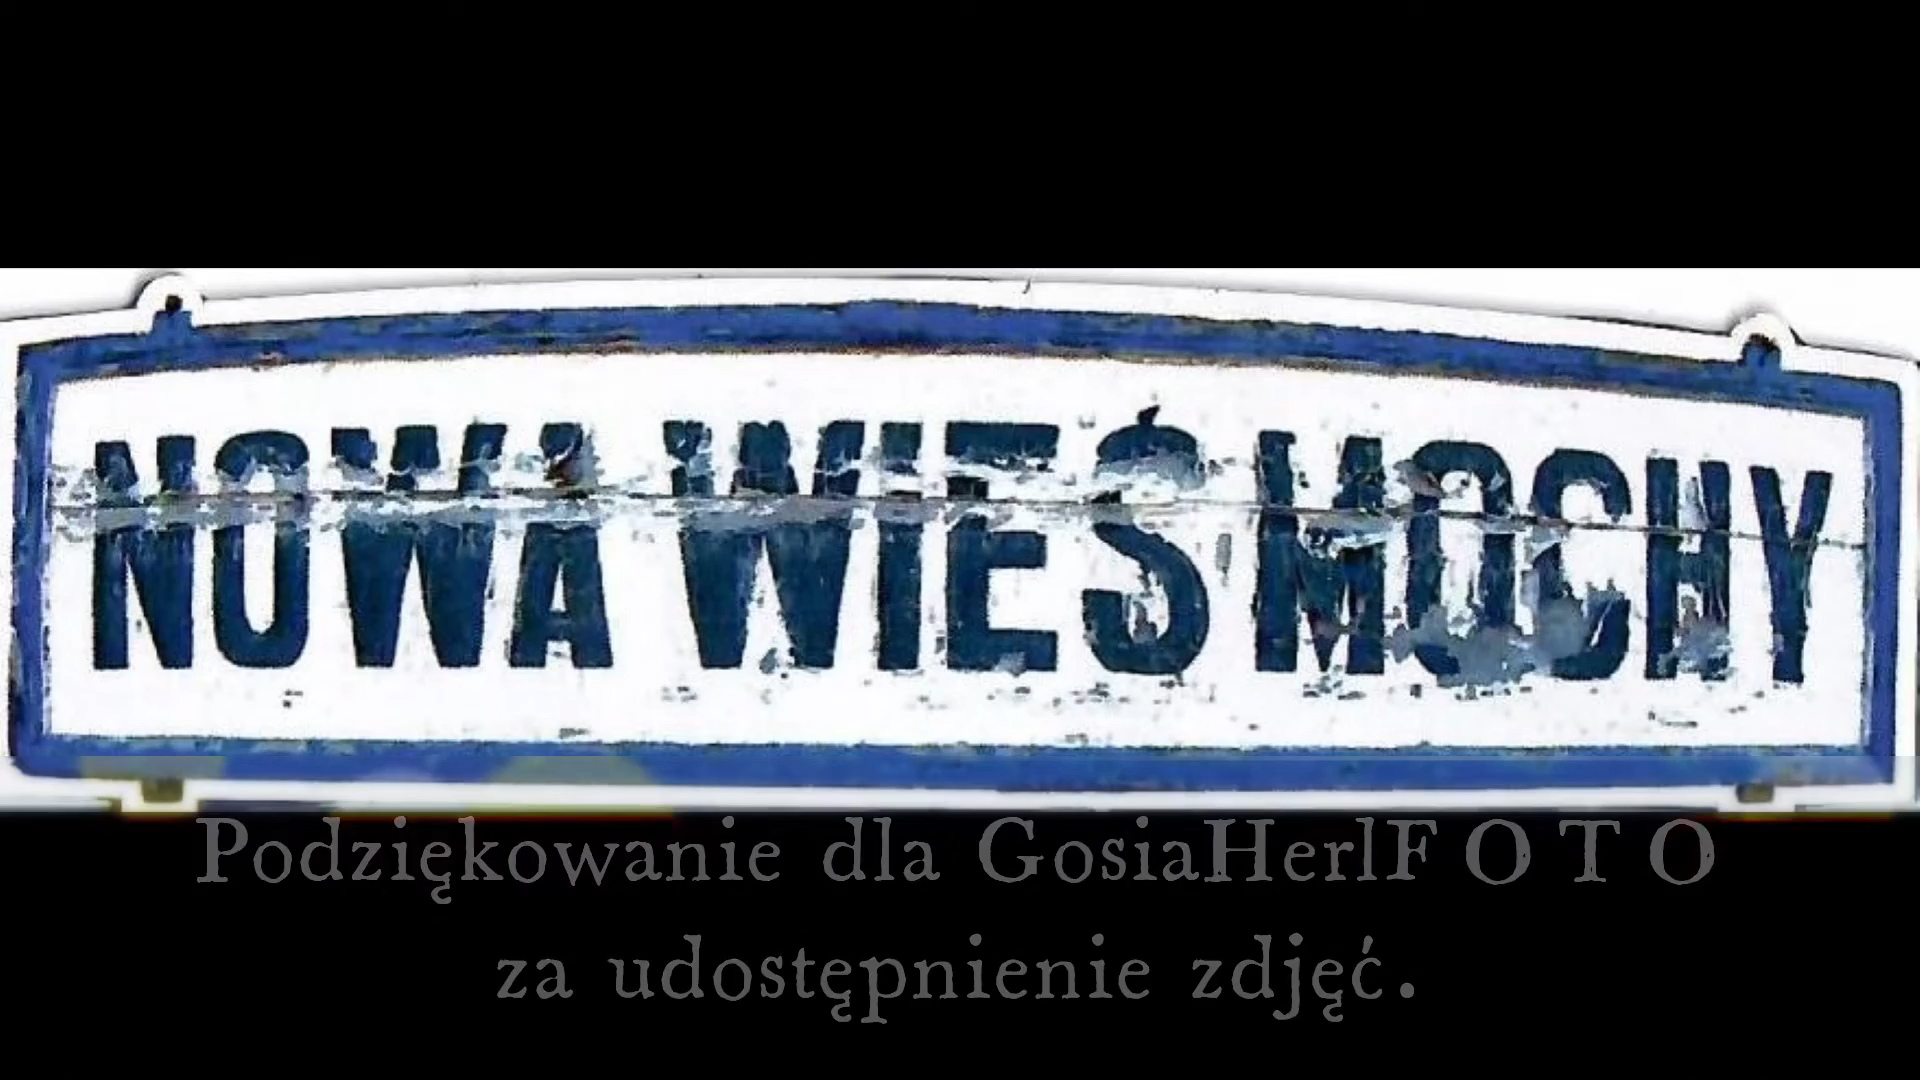 NOWA WIEŚ MOCHY
Podziękowanie dla GosiaHerlF O T O
za udostępnienie zdjęć.